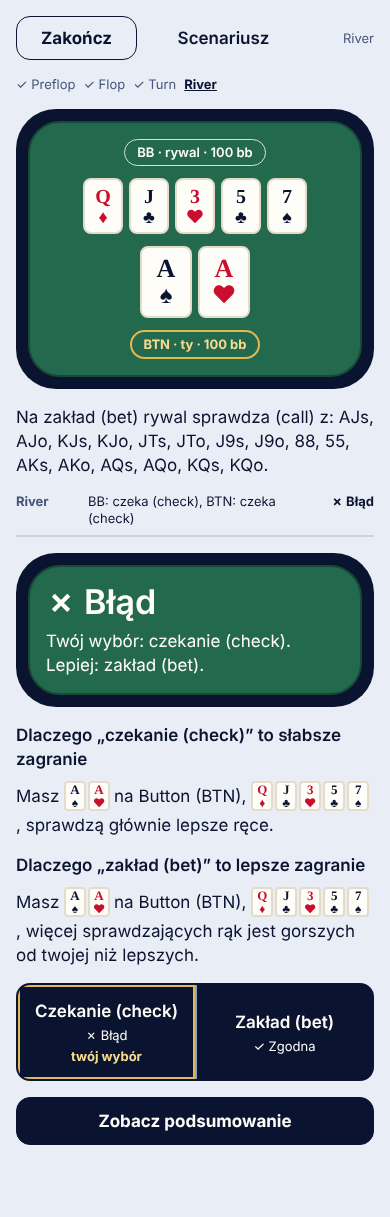 Zakończ Scenariusz River
✓ Preflop ✓ Flop ✓ Turn River
BB · rywal · 100 bb
Q♦ J♣ 3♥ 5♣ 7♠
A♠ A♥
BTN · ty · 100 bb
Na zakład (bet) rywal sprawdza (call) z: AJs,
AJo, KJs, KJo, JTs, JTo, J9s, J9o, 88, 55,
AKs, AKo, AQs, AQo, KQs, KQo.
River BB: czeka (check), BTN: czeka × Błąd
(check)
× Błąd
Twój wybór: czekanie (check).
Lepiej: zakład (bet).
Dlaczego „czekanie (check)” to słabsze
zagranie
Masz A♠ A♥ na Button (BTN), Q♦ J♣ 3♥ 5♣ 7♠
, sprawdzą głównie lepsze ręce.
Dlaczego „zakład (bet)” to lepsze zagranie
Masz A♠ A♥ na Button (BTN), Q♦ J♣ 3♥ 5♣ 7♠
, więcej sprawdzających rąk jest gorszych
od twojej niż lepszych.
Czekanie (check)
× Błąd
twój wybór
Zakład (bet)
✓ Zgodna
Zobacz podsumowanie